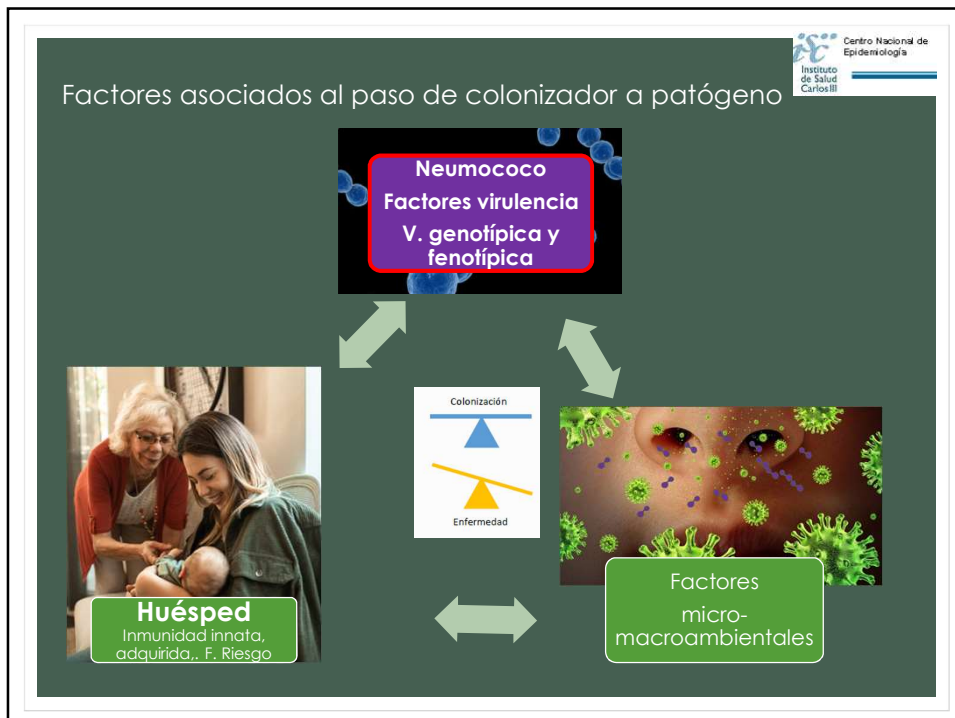 Centro Nacional de
Epidemiología
Instituto
de Salud
Carlos III
Factores asociados al paso de colonizador a patógeno
Neumococo
Factores virulencia
V. genotípica y
fenotípica
Colonización
Enfermedad
Huésped
Inmunidad innata,
adquirida,. F. Riesgo
Factores
micro-
macroambientales